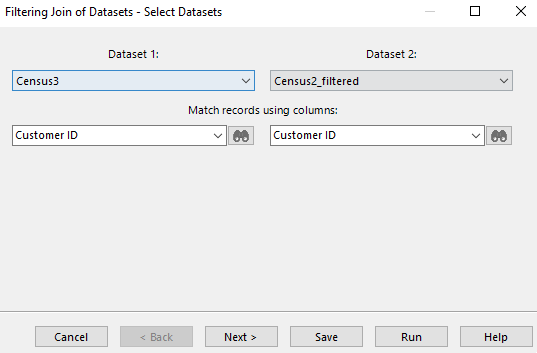 Filtering Join of Datasets - Select Datasets
Dataset 1: Dataset 2:
Census3 Census2_filtered
Match records using columns:
Customer ID Customer ID
Cancel < Back Next > Save Run Help